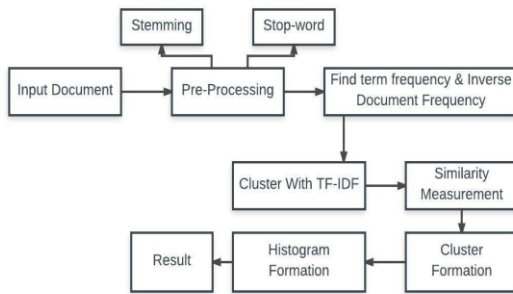 Stemming
Stop-word
Input Document
Pre-Processing
Find term frequency & Inverse
Document Frequency
Cluster With TF-IDF
Similarity
Measurement
Cluster
Formation
Histogram
Formation
Result